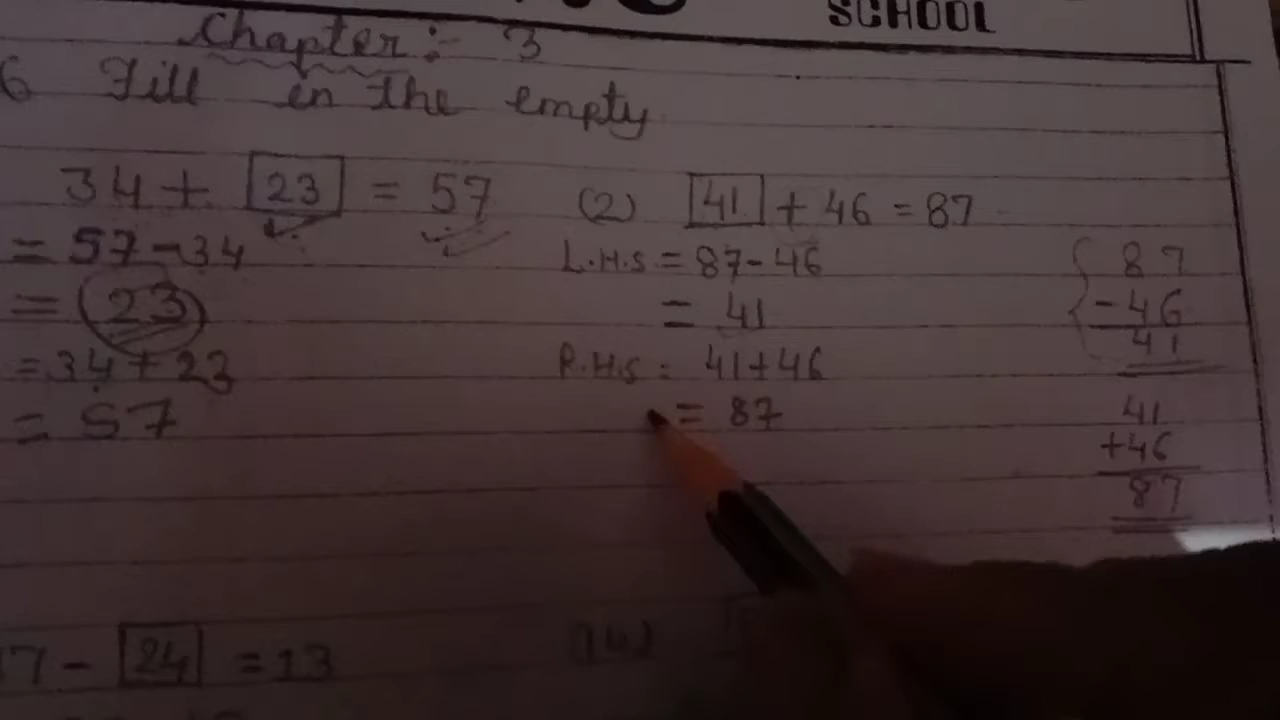 SCHOOL
Chapter:- 3
6 Fill in the empty
34 + 23 = 57
= 57-34
= 23
= 34+23
= 57
(2) 41 + 46 = 87
L.H.S = 87-46
= 41
R.H.S = 41+46
= 87
87
-46
41
41
+46
87
7 - 24 = 13